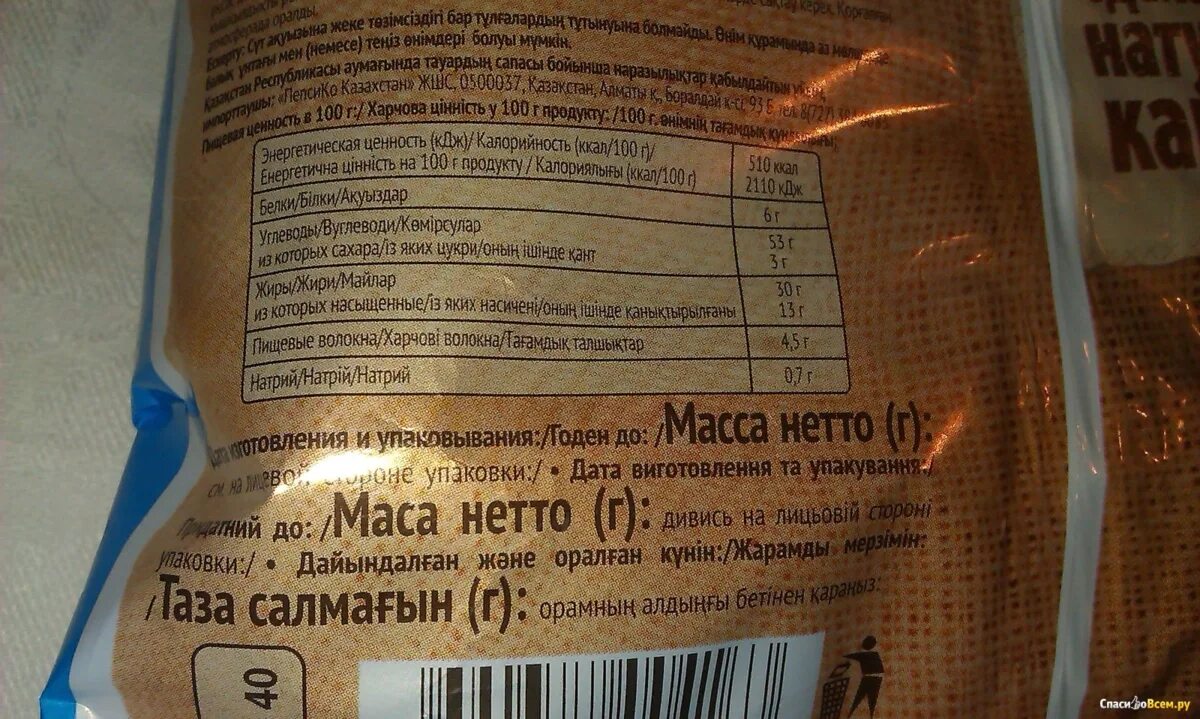 атмосферада оралды.
Ескерту: Сүт ақуызына жеке төзімсіздігі бар тұлғалардың тұтынуына болмайды. Өнім құрамында аз
балық ұнтағы мен (немесе) теңіз өнімдері болуы мүмкін.
Қазақстан Республикасы аумағында тауардың сапасы бойынша наразылықтар қабылдайтын
импорттаушы: «ПепсиКо Казахстан» ЖШС, 050037, Қазақстан, Алматы қ., Боралдай к-сі, 93 Б
Пищевая ценность в 100 г:/ Харчова цінність у 100 г продукту: /100 г. өнімнің тағамдық құндылығы,
Энергетическая ценность (кДж)/ Калорийность (ккал/100 г)/
Енергетична цінність на 100 г продукту / Калориялығы (ккал/100 г)
510 ккал
2110 кДж
Белки/Білки/Ақуыздар
6 г
Углеводы/Вуглеводи/Көмірсулар
53 г
из которых сахара/із яких цукри/оның ішінде қант
3 г
Жиры/Жири/Майлар
30 г
из которых насыщенные/із яких насичені/оның ішінде қанықтырылғаны
13 г
Пищевые волокна/Харчові волокна/Тағамдық талшықтар
4,5 г
Натрий/Натрій/Натрий
0,7 г
Дата изготовления и упаковывания:/Годен до: /Масса нетто (г):
см. на лицевой стороне упаковки:/ • Дата виготовлення та упакування:/
Придатний до: /Маса нетто (г): дивись на лицьовій стороні
упаковки:/ • Дайындалған және оралған күнін:/Жарамды мерзімін:
/Таза салмағын (г): орамның алдыңғы бетінен қараңыз:
40
нат
ка
СпасибоВсем.ру